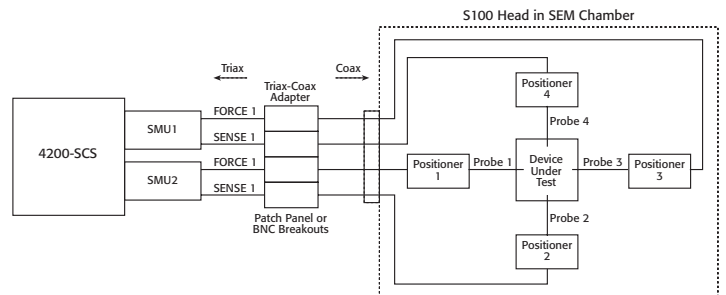 S100 Head in SEM Chamber
Triax
Coax
Triax-Coax
Adapter
4200-SCS
SMU1
SMU2
FORCE 1
SENSE 1
FORCE 1
SENSE 1
Patch Panel or
BNC Breakouts
Positioner
4
Probe 4
Positioner
1
Probe 1
Device
Under
Test
Probe 3
Positioner
3
Probe 2
Positioner
2